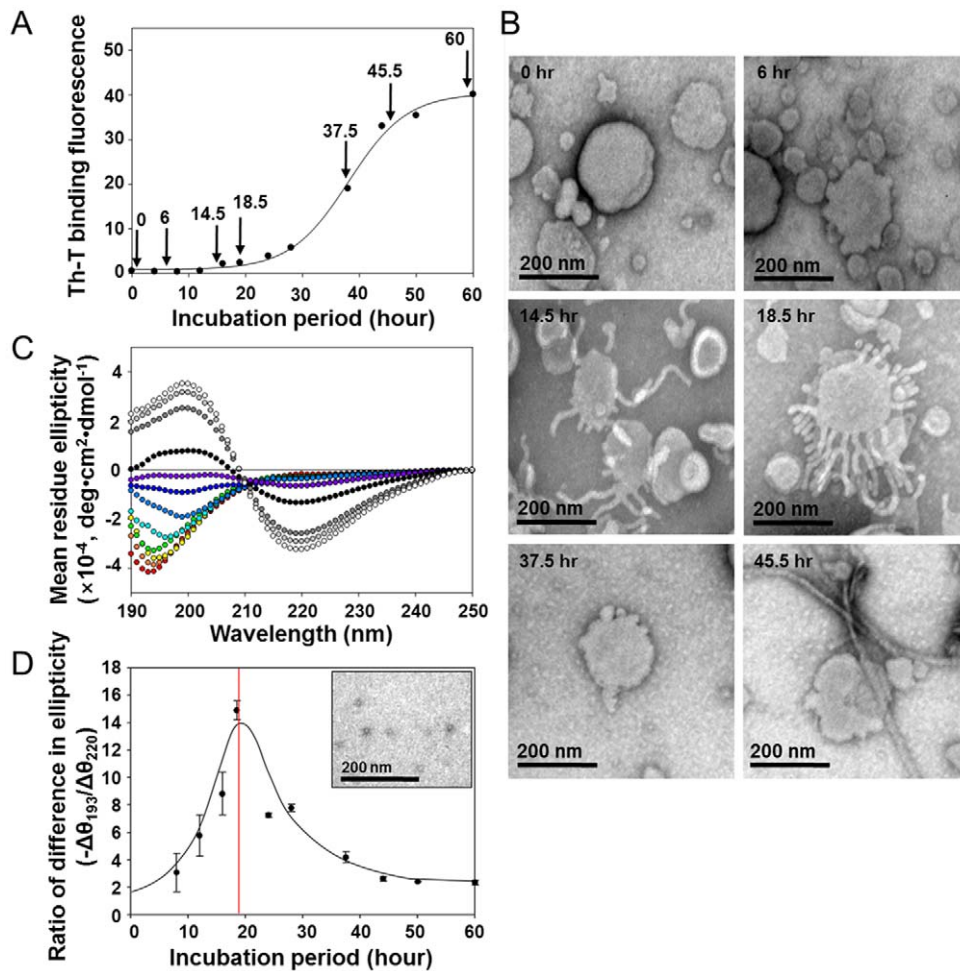 A
Th-T binding fluorescence
50
40
30
20
10
0
0
6
14.5
18.5
37.5
45.5
60
0 10 20 30 40 50 60
Incubation period (hour)
B
0 hr
200 nm
6 hr
200 nm
14.5 hr
200 nm
18.5 hr
200 nm
37.5 hr
200 nm
45.5 hr
200 nm
C
Mean residue ellipticity
(×10⁻⁴, deg·cm²·dmol⁻¹)
4
2
0
-2
-4
190 200 210 220 230 240 250
Wavelength (nm)
D
Ratio of difference in ellipticity
(-Δθ₁₉₃/Δθ₂₂₀)
18
16
14
12
10
8
6
4
2
0
200 nm
0 10 20 30 40 50 60
Incubation period (hour)